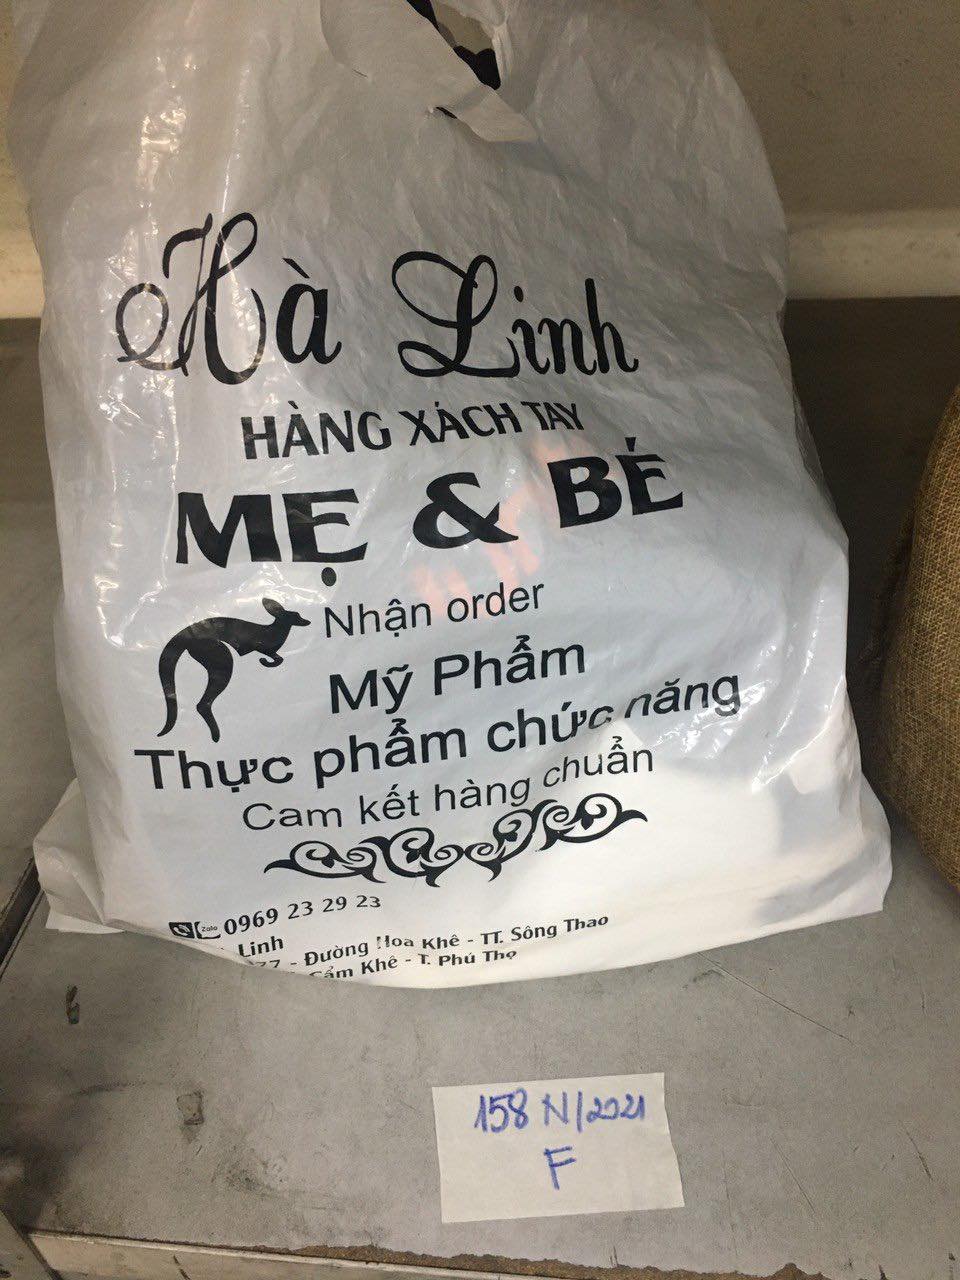 Hà Linh
HÀNG XÁCH TAY
MẸ & BÉ
Nhận order
Mỹ Phẩm
Thực phẩm chức năng
Cam kết hàng chuẩn
Zalo 0969 23 29 23
Linh
- Đường Hoa Khê - TT. Sông Thao
Cẩm Khê - T. Phú Thọ
158 N/2021
F